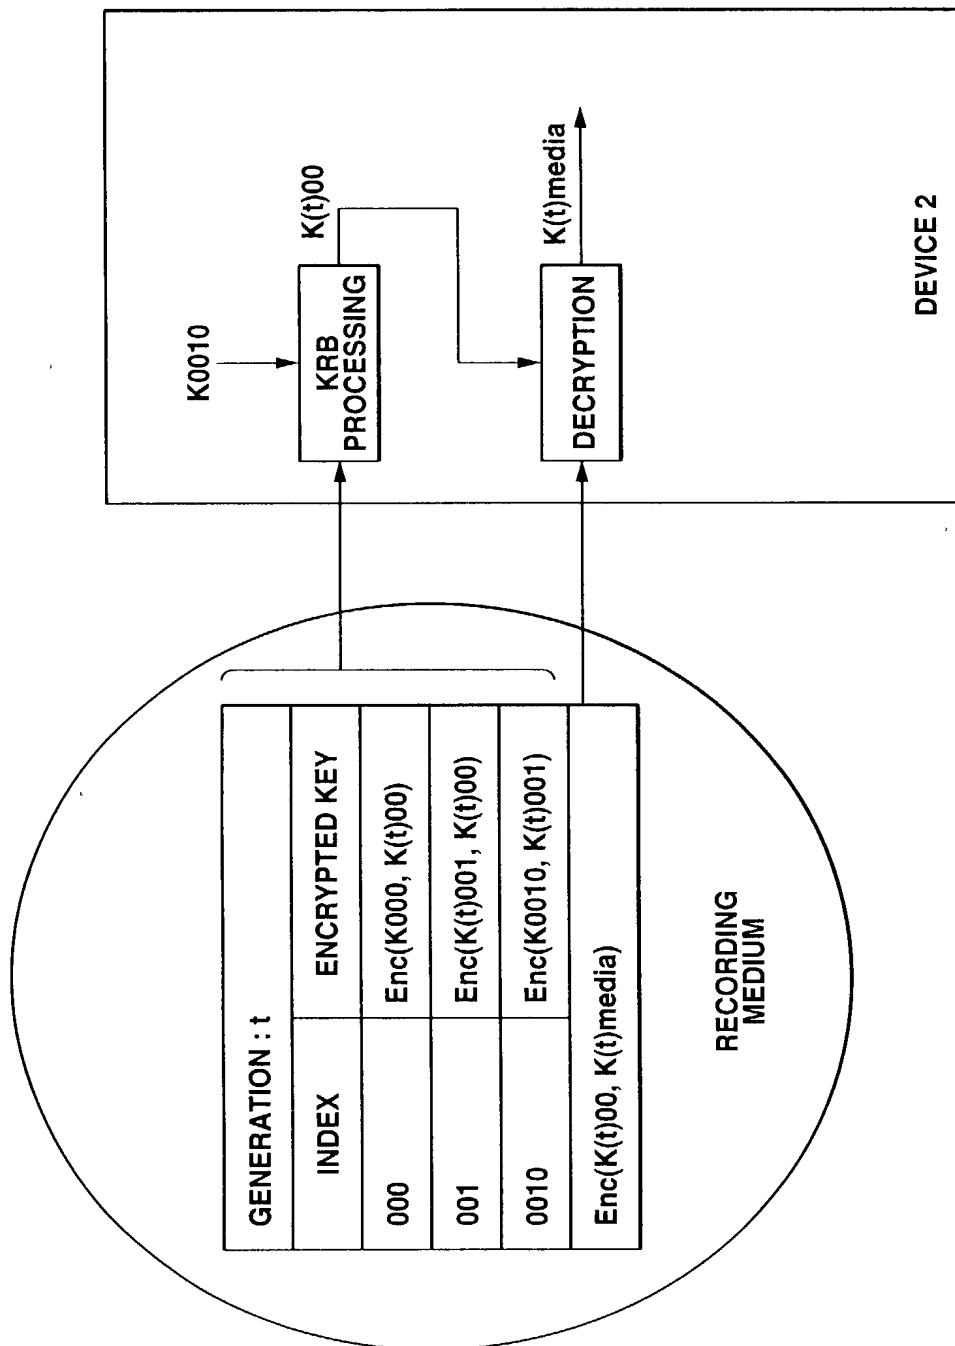 GENERATION : t
INDEX ENCRYPTED KEY
000 Enc(K000, K(t)00)
001 Enc(K(t)001, K(t)00)
0010 Enc(K0010, K(t)001)
Enc(K(t)00, K(t)media)
RECORDING
MEDIUM
K0010
KRB
PROCESSING
K(t)00
DECRYPTION
K(t)media
DEVICE 2